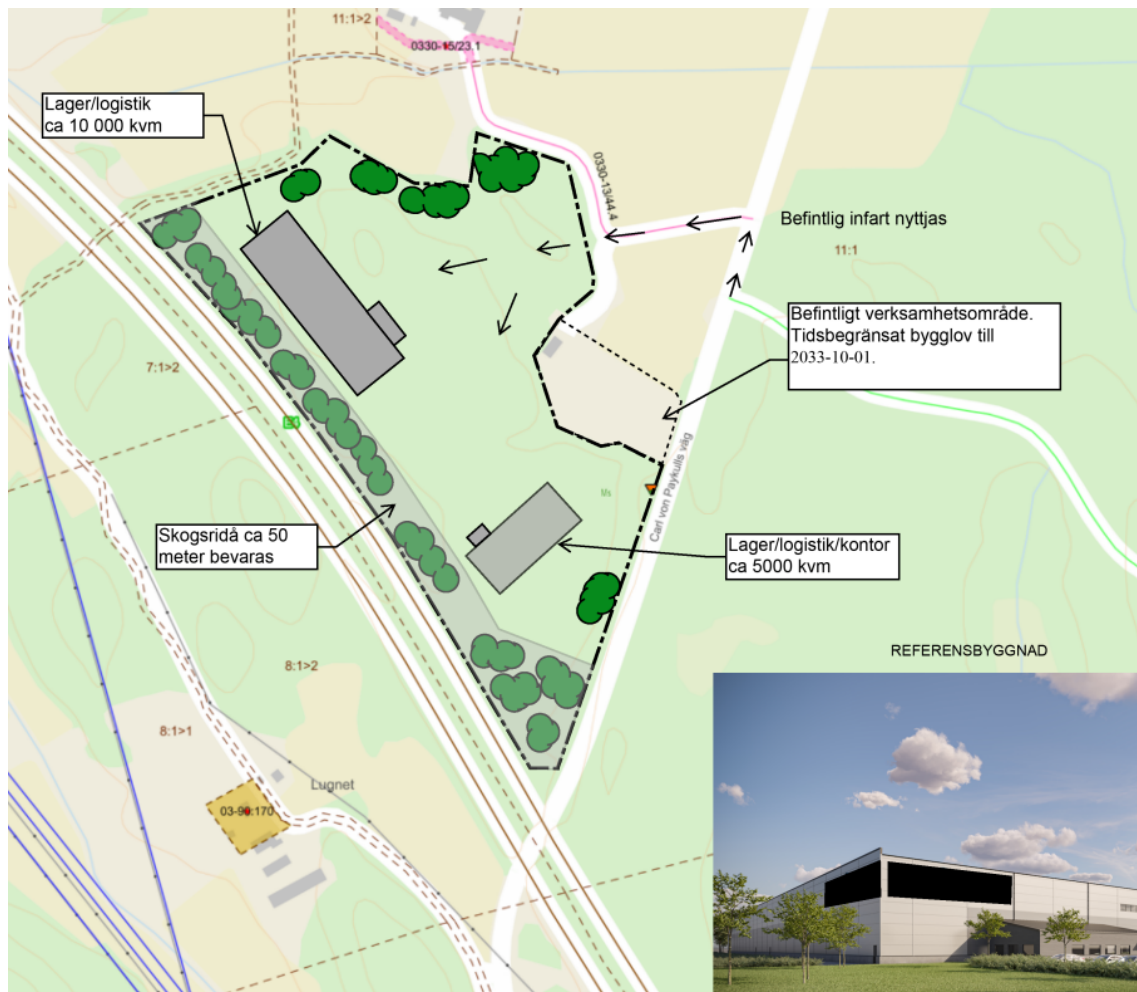 11:1>2
0330-15/23.1
Lager/logistik
ca 10 000 kvm
0330-13/44.4
Befintlig infart nyttjas
11:1
Befintligt verksamhetsområde.
Tidsbegränsat bygglov till
2033-10-01.
7:1>2
Carl von Paykulls väg
Ms
Skogsridå ca 50
meter bevaras
Lager/logistik/kontor
ca 5000 kvm
REFERENSBYGGNAD
8:1>2
8:1>1
Lugnet